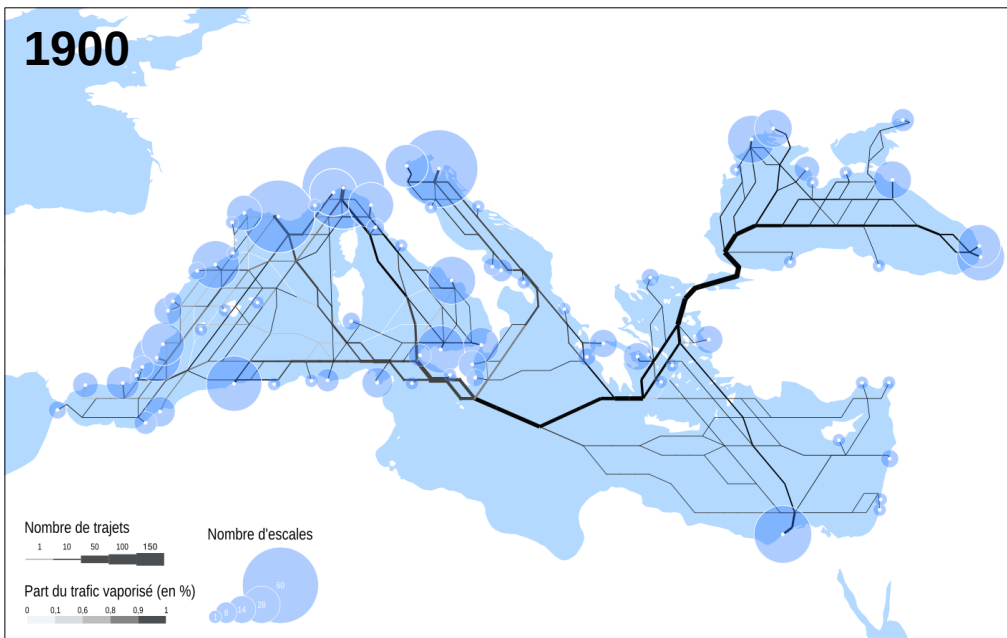 1900
Nombre de trajets
1 10 50 100 150
Part du trafic vaporisé (en %)
0 0,1 0,6 0,8 0,9 1
Nombre d'escales
60
28
14
8
1